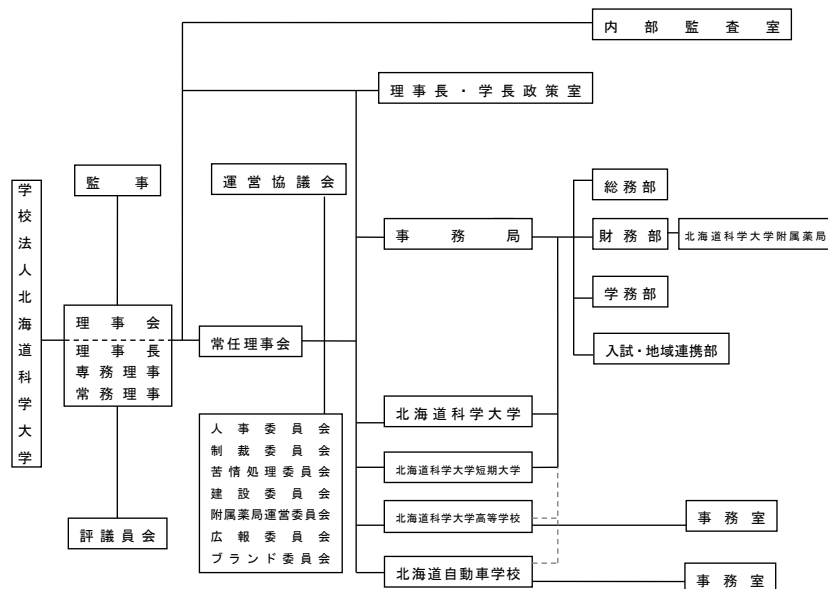 内部監査室
理事長・学長政策室
監事
運営協議会
学校法人北海道科学大学
総務部
事務局
財務部
北海道科学大学附属薬局
学務部
理事会
理事長
専務理事
常務理事
常任理事会
入試・地域連携部
人事委員会
制裁委員会
苦情処理委員会
建設委員会
附属薬局運営委員会
広報委員会
ブランド委員会
北海道科学大学
北海道科学大学短期大学
北海道科学大学高等学校
事務室
評議員会
北海道自動車学校
事務室